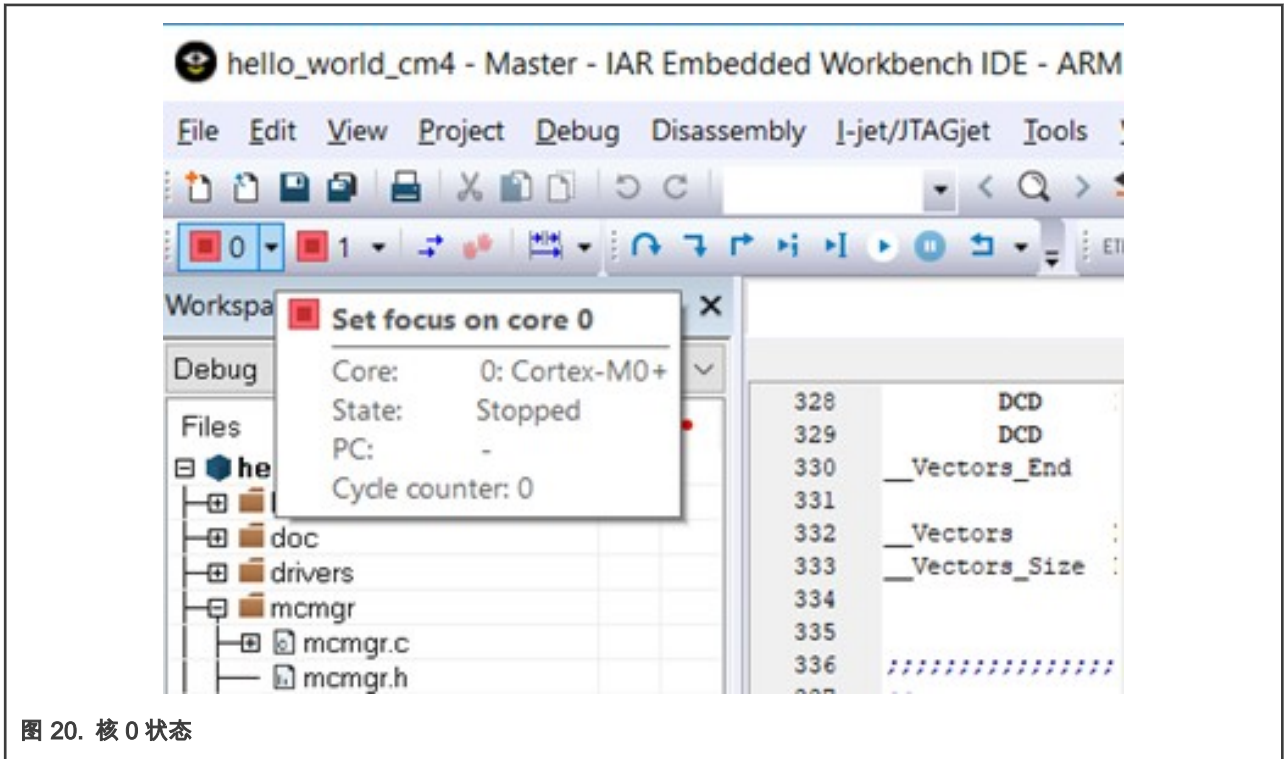 hello_world_cm4 - Master - IAR Embedded Workbench IDE - ARM
File Edit View Project Debug Disassembly I-jet/JTAGjet Tools
0 1
Workspa
Set focus on core 0
Debug
Core: 0: Cortex-M0+
State: Stopped
PC: -
Cycle counter: 0
Files
he
doc
drivers
mcmgr
mcmgr.c
mcmgr.h
328 DCD
329 DCD
330 __Vectors_End
331
332 __Vectors
333 __Vectors_Size
334
335
336 ;;;;;;;;;;;;;;;;
图 20. 核 0 状态